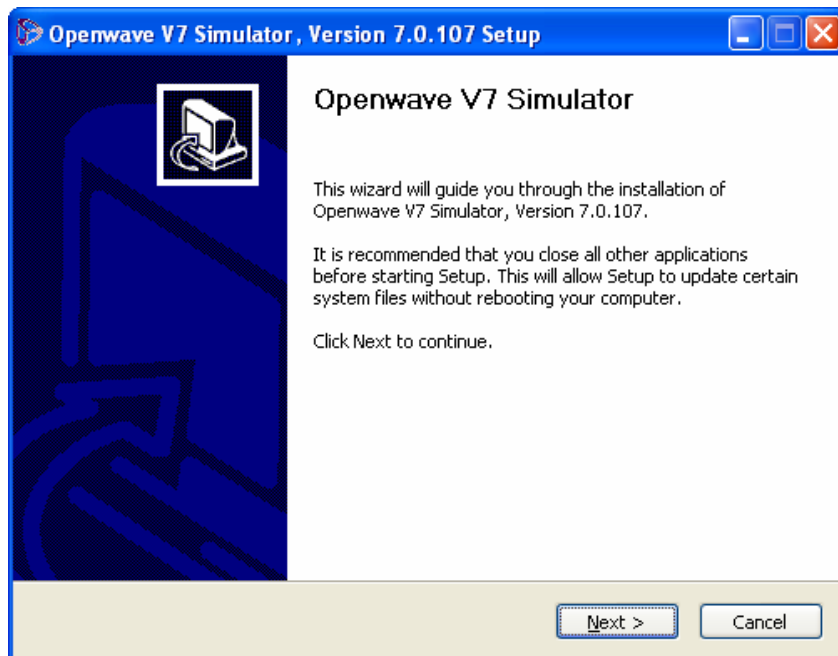 Openwave V7 Simulator, Version 7.0.107 Setup
Openwave V7 Simulator
This wizard will guide you through the installation of
Openwave V7 Simulator, Version 7.0.107.
It is recommended that you close all other applications
before starting Setup. This will allow Setup to update certain
system files without rebooting your computer.
Click Next to continue.
Next >
Cancel